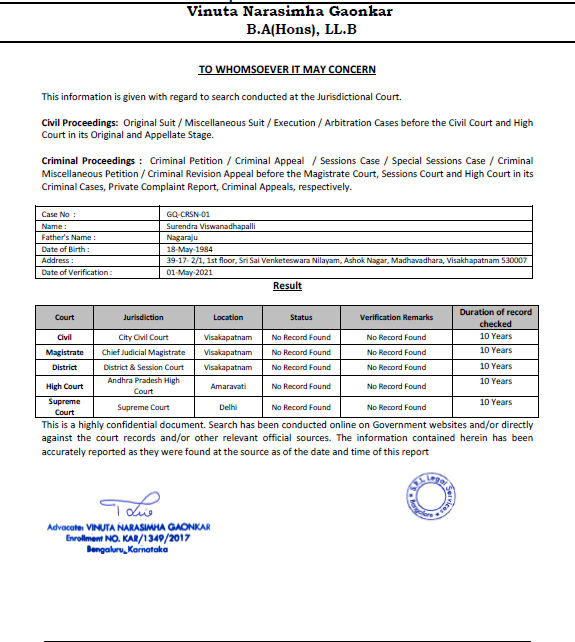 Vinuta Narasimha Gaonkar
B.A(Hons), LL.B
TO WHOMSOEVER IT MAY CONCERN
This information is given with regard to search conducted at the Jurisdictional Court.
Civil Proceedings: Original Suit / Miscellaneous Suit / Execution / Arbitration Cases before the Civil Court and High
Court in its Original and Appellate Stage.
Criminal Proceedings : Criminal Petition / Criminal Appeal / Sessions Case / Special Sessions Case / Criminal
Miscellaneous Petition / Criminal Revision Appeal before the Magistrate Court, Sessions Court and High Court in its
Criminal Cases, Private Complaint Report, Criminal Appeals, respectively.
Case No : GQ-CRSN-01
Name : Surendra Viswanadhapalli
Father's Name : Nagaraju
Date of Birth : 18-May-1984
Address : 39-17- 2/1, 1st floor, Sri Sai Venketeswara Nilayam, Ashok Nagar, Madhavadhara, Visakhapatnam 530007
Date of Verification : 01-May-2021
Result
Court Jurisdiction Location Status Verification Remarks Duration of record
checked
Civil City Civil Court Visakapatnam No Record Found No Record Found 10 Years
Magistrate Chief Judicial Magistrate Visakapatnam No Record Found No Record Found 10 Years
District District & Session Court Visakapatnam No Record Found No Record Found 10 Years
High Court Andhra Pradesh High
Court Amaravati No Record Found No Record Found 10 Years
Supreme
Court Supreme Court Delhi No Record Found No Record Found 10 Years
This is a highly confidential document. Search has been conducted online on Government websites and/or directly
against the court records and/or other relevant official sources. The information contained herein has been
accurately reported as they were found at the source as of the date and time of this report
Advocate: VINUTA NARASIMHA GAONKAR
Enrollment NO. KAR/1349/2017
Bengaluru, Karnataka
Legal Services
Bangalore